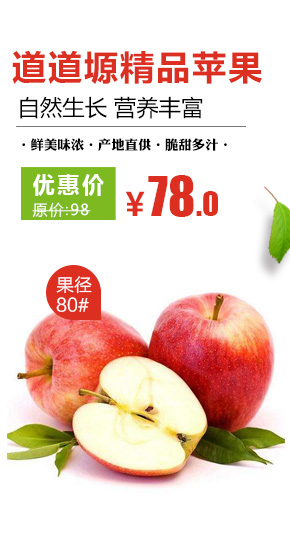 道道塬精品苹果
自然生长 营养丰富
· 鲜美味浓 · 产地直供 · 脆甜多汁 ·
优惠价
原价:98
¥78.0
果径
80#